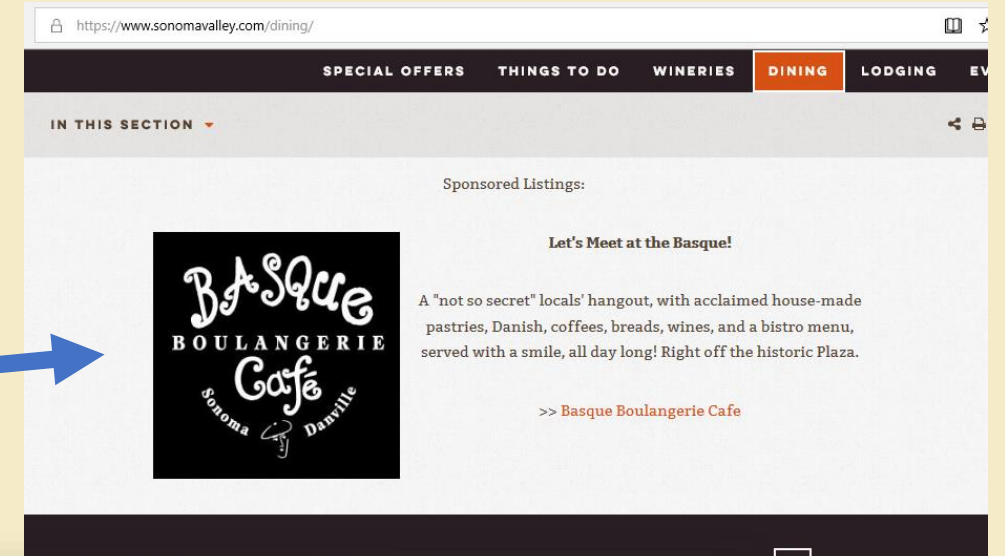 https://www.sonomavalley.com/dining/
SPECIAL OFFERS THINGS TO DO WINERIES DINING LODGING EV
IN THIS SECTION
Sponsored Listings:
Let's Meet at the Basque!
A "not so secret" locals' hangout, with acclaimed house-made
pastries, Danish, coffees, breads, wines, and a bistro menu,
served with a smile, all day long! Right off the historic Plaza.
>> Basque Boulangerie Cafe
BASQUE
BOULANGERIE
Café
Sonoma Danville